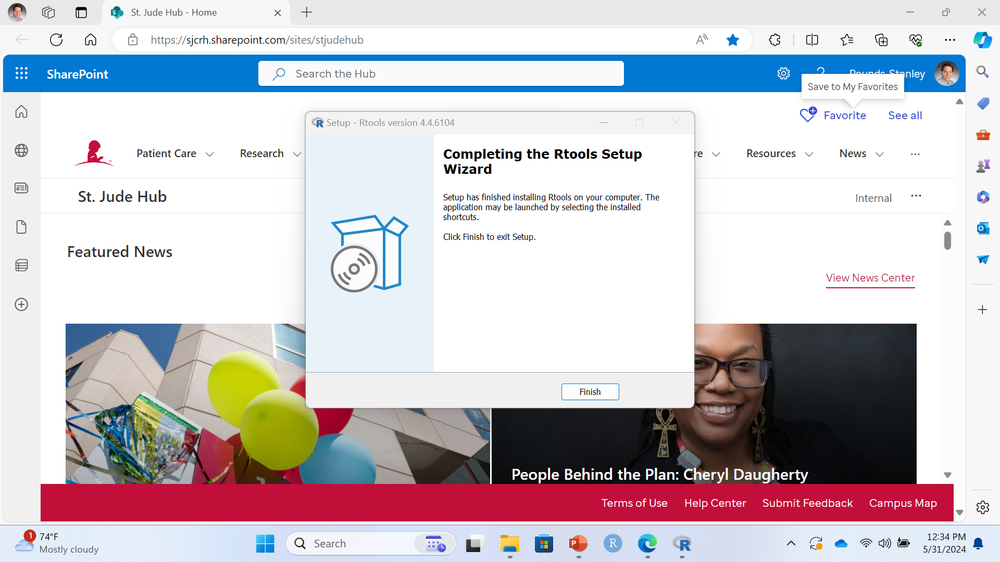 St. Jude Hub - Home
https://sjcrh.sharepoint.com/sites/stjudehub
SharePoint
Search the Hub
Pounds, Stanley
Save to My Favorites
Favorite
See all
Setup - Rtools version 4.4.6104
Patient Care
Research
re
Resources
News
Completing the Rtools Setup
Wizard
St. Jude Hub
Internal
Setup has finished installing Rtools on your computer. The
application may be launched by selecting the installed
shortcuts.
Click Finish to exit Setup.
Featured News
View News Center
Finish
People Behind the Plan: Cheryl Daugherty
Terms of Use
Help Center
Submit Feedback
Campus Map
1
74°F
Mostly cloudy
Search
12:34 PM
5/31/2024